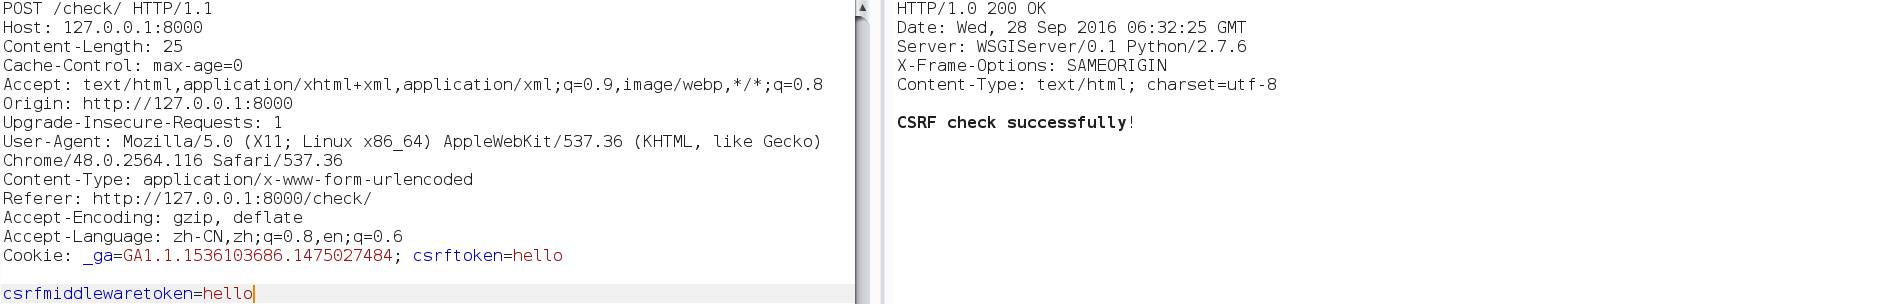 POST /check/ HTTP/1.1
Host: 127.0.0.1:8000
Content-Length: 25
Cache-Control: max-age=0
Accept: text/html,application/xhtml+xml,application/xml;q=0.9,image/webp,*/*;q=0.8
Origin: http://127.0.0.1:8000
Upgrade-Insecure-Requests: 1
User-Agent: Mozilla/5.0 (X11; Linux x86_64) AppleWebKit/537.36 (KHTML, like Gecko)
Chrome/48.0.2564.116 Safari/537.36
Content-Type: application/x-www-form-urlencoded
Referer: http://127.0.0.1:8000/check/
Accept-Encoding: gzip, deflate
Accept-Language: zh-CN,zh;q=0.8,en;q=0.6
Cookie: _ga=GA1.1.1536103686.1475027484; csrftoken=hello
csrfmiddlewaretoken=hello
HTTP/1.0 200 OK
Date: Wed, 28 Sep 2016 06:32:25 GMT
Server: WSGIServer/0.1 Python/2.7.6
X-Frame-Options: SAMEORIGIN
Content-Type: text/html; charset=utf-8
CSRF check successfully!